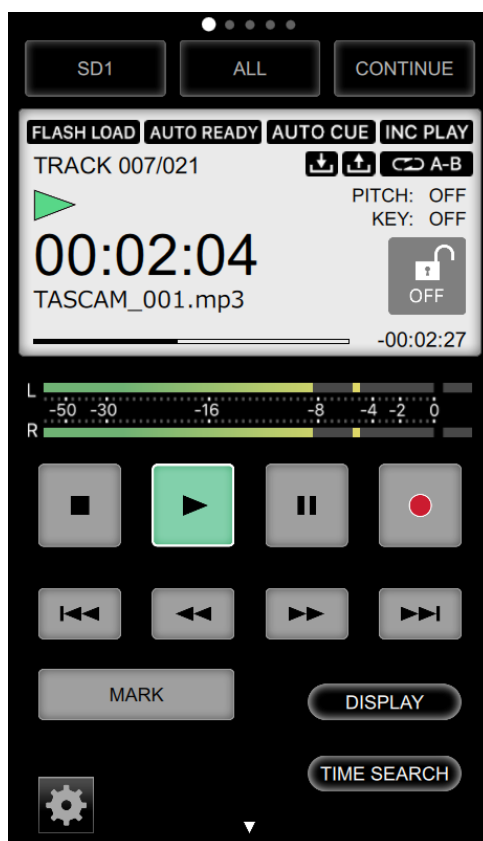 SD1 ALL CONTINUE
FLASH LOAD AUTO READY AUTO CUE INC PLAY
TRACK 007/021 A-B
PITCH: OFF
KEY: OFF
00:02:04
OFF
TASCAM_001.mp3
-00:02:27
L
-50 -30 -16 -8 -4 -2 0
R
MARK
DISPLAY
TIME SEARCH